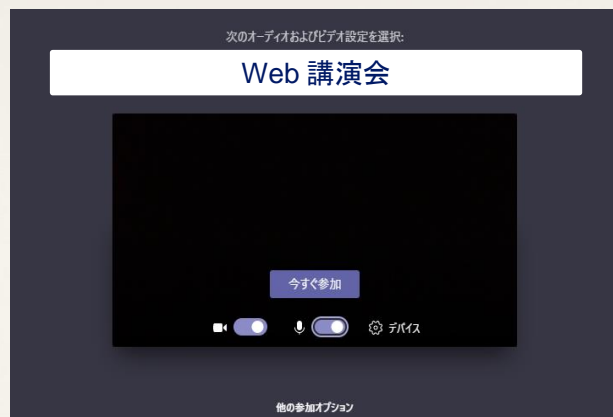 次のオーディオおよびビデオ設定を選択:
Web 講演会
今すぐ参加
デバイス
他の参加オプション